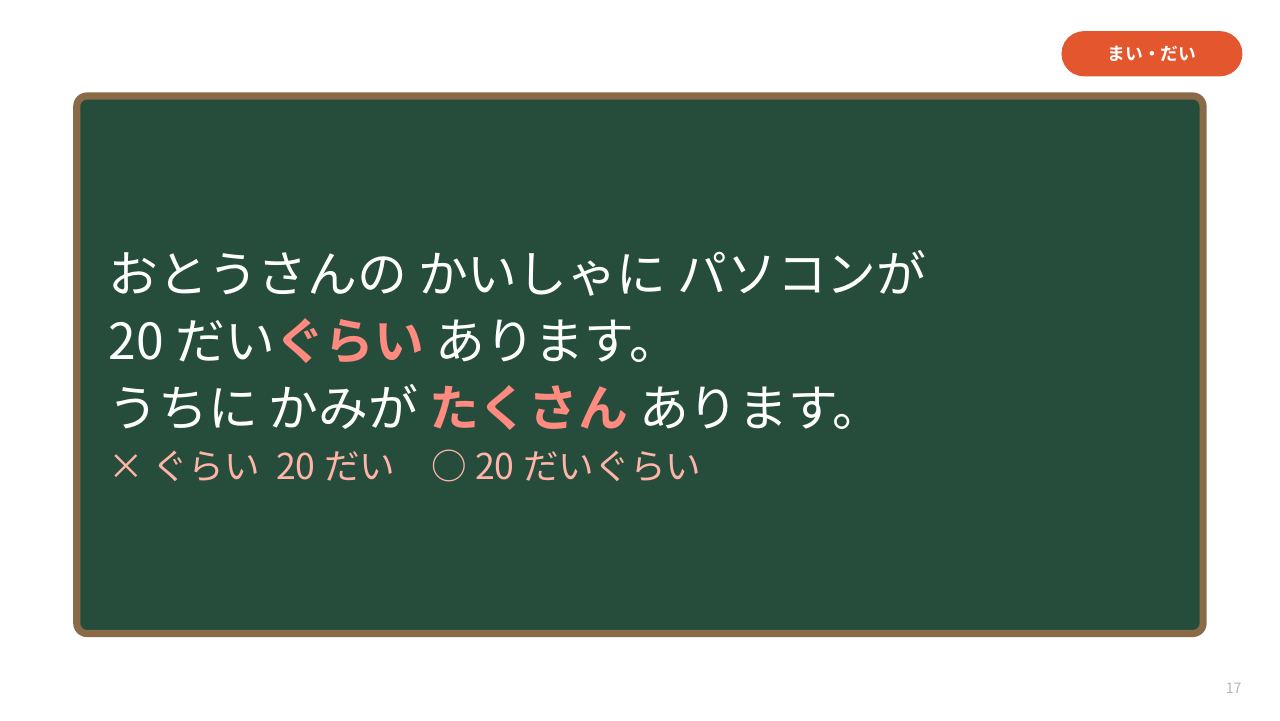 まい・だい
おとうさんの かいしゃに パソコンが
20 だいぐらい あります。
うちに かみが たくさん あります。
× ぐらい 20 だい　○ 20 だいぐらい
17